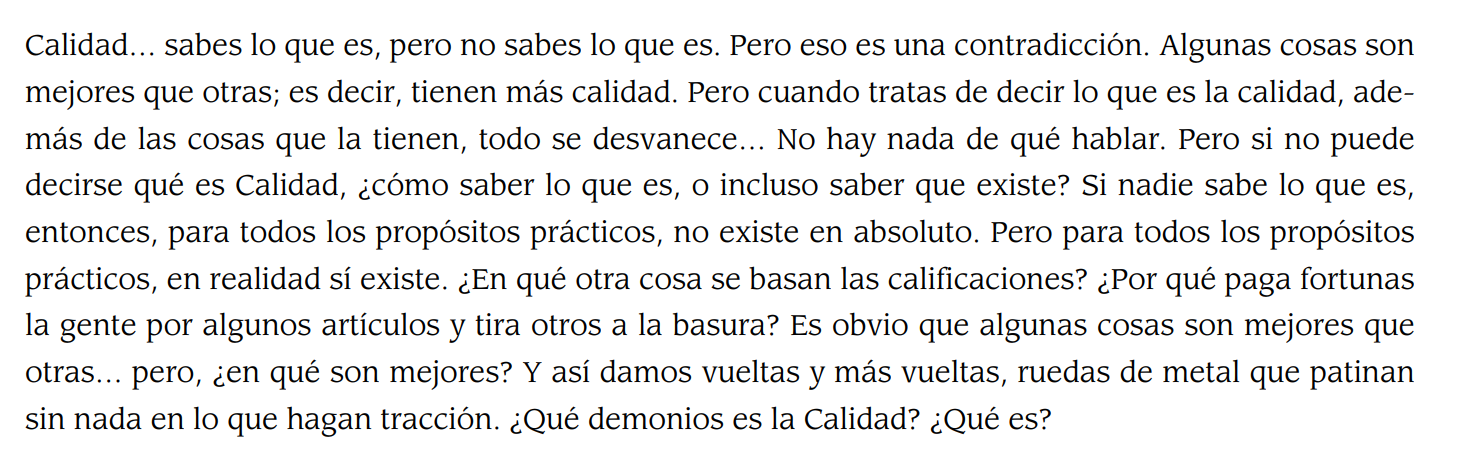 Calidad… sabes lo que es, pero no sabes lo que es. Pero eso es una contradicción. Algunas cosas son
mejores que otras; es decir, tienen más calidad. Pero cuando tratas de decir lo que es la calidad, ade-
más de las cosas que la tienen, todo se desvanece… No hay nada de qué hablar. Pero si no puede
decirse qué es Calidad, ¿cómo saber lo que es, o incluso saber que existe? Si nadie sabe lo que es,
entonces, para todos los propósitos prácticos, no existe en absoluto. Pero para todos los propósitos
prácticos, en realidad sí existe. ¿En qué otra cosa se basan las calificaciones? ¿Por qué paga fortunas
la gente por algunos artículos y tira otros a la basura? Es obvio que algunas cosas son mejores que
otras… pero, ¿en qué son mejores? Y así damos vueltas y más vueltas, ruedas de metal que patinan
sin nada en lo que hagan tracción. ¿Qué demonios es la Calidad? ¿Qué es?